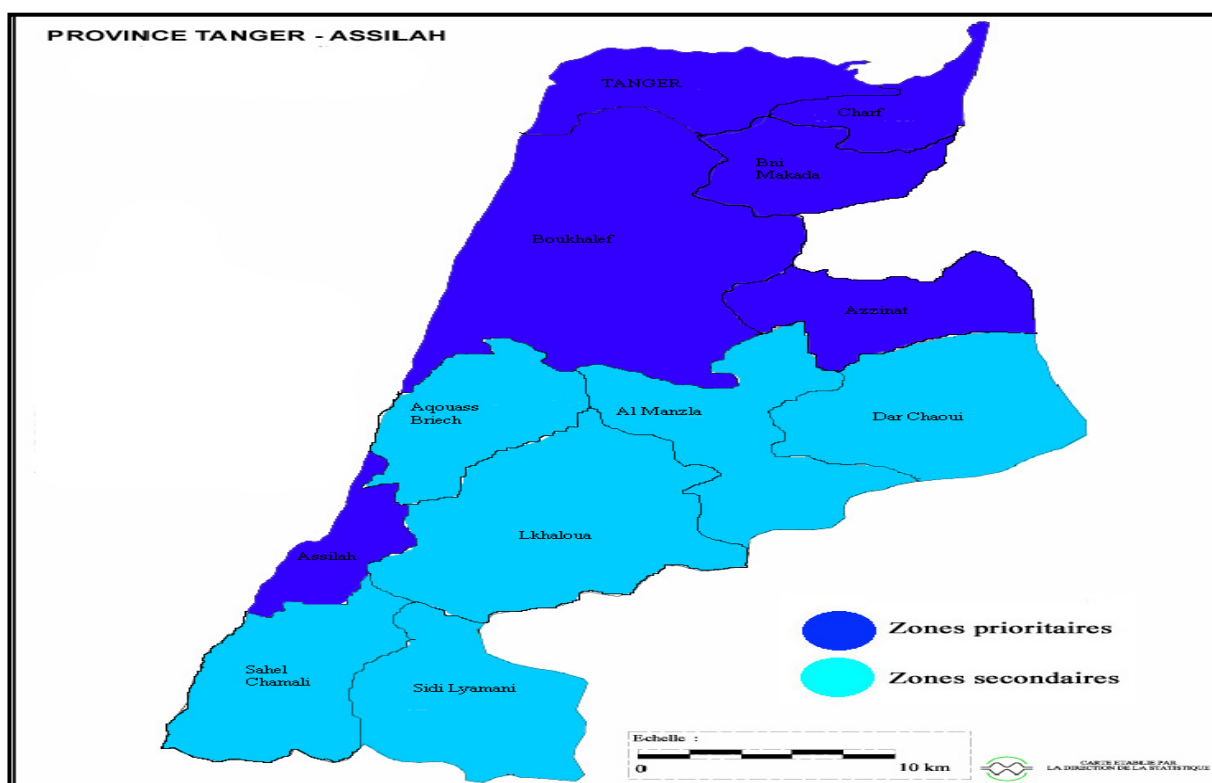 PROVINCE TANGER - ASSILAH
TANGER
Charf
Bni
Makada
Boukhalef
Azzinat
Aqouass
Briech
Al Manzla
Dar Chaoui
Lkhaloua
Assilah
Sahel
Chamali
Sidi Lyamani
Zones prioritaires
Zones secondaires
Echelle :
0
10 km
CARTE ETABLIE PAR
LA DIRECTION DE LA STATISTIQUE